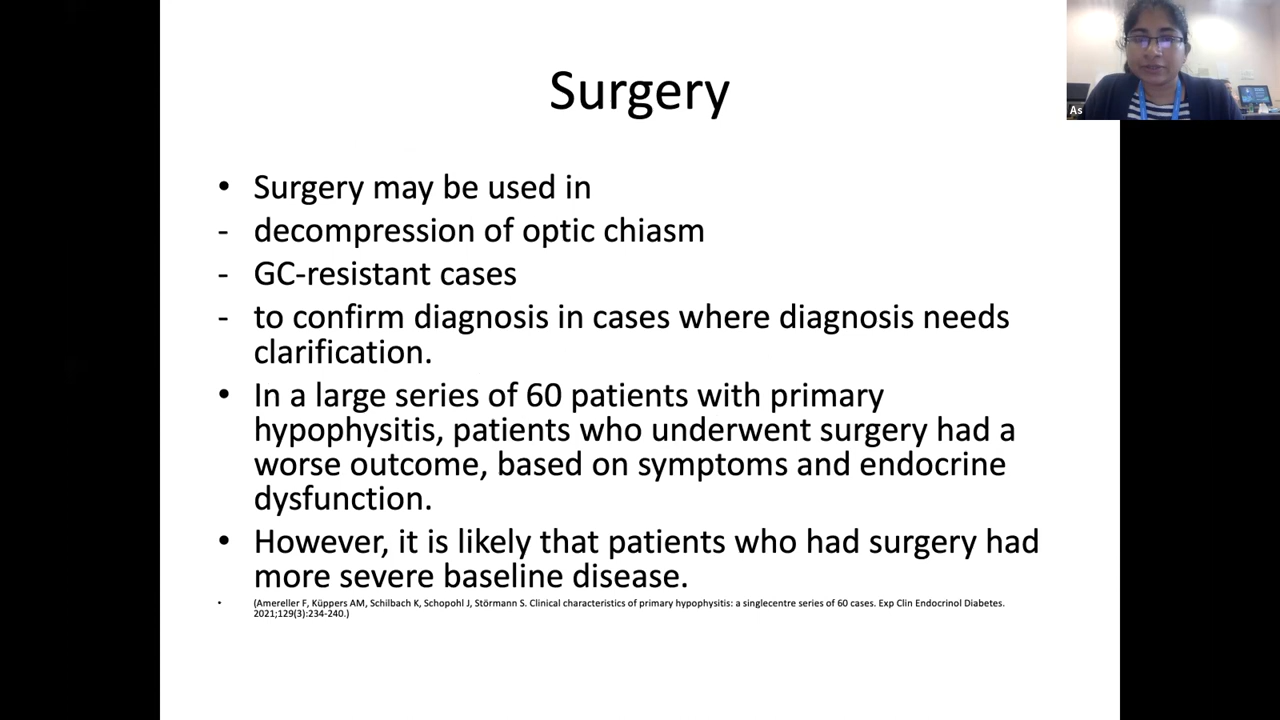 Surgery
As
• Surgery may be used in
- decompression of optic chiasm
- GC-resistant cases
- to confirm diagnosis in cases where diagnosis needs
clarification.
• In a large series of 60 patients with primary
hypophysitis, patients who underwent surgery had a
worse outcome, based on symptoms and endocrine
dysfunction.
• However, it is likely that patients who had surgery had
more severe baseline disease.
• (Amereller F, Küppers AM, Schilbach K, Schopohl J, Störmann S. Clinical characteristics of primary hypophysitis: a singlecentre series of 60 cases. Exp Clin Endocrinol Diabetes.
2021;129(3):234-240.)